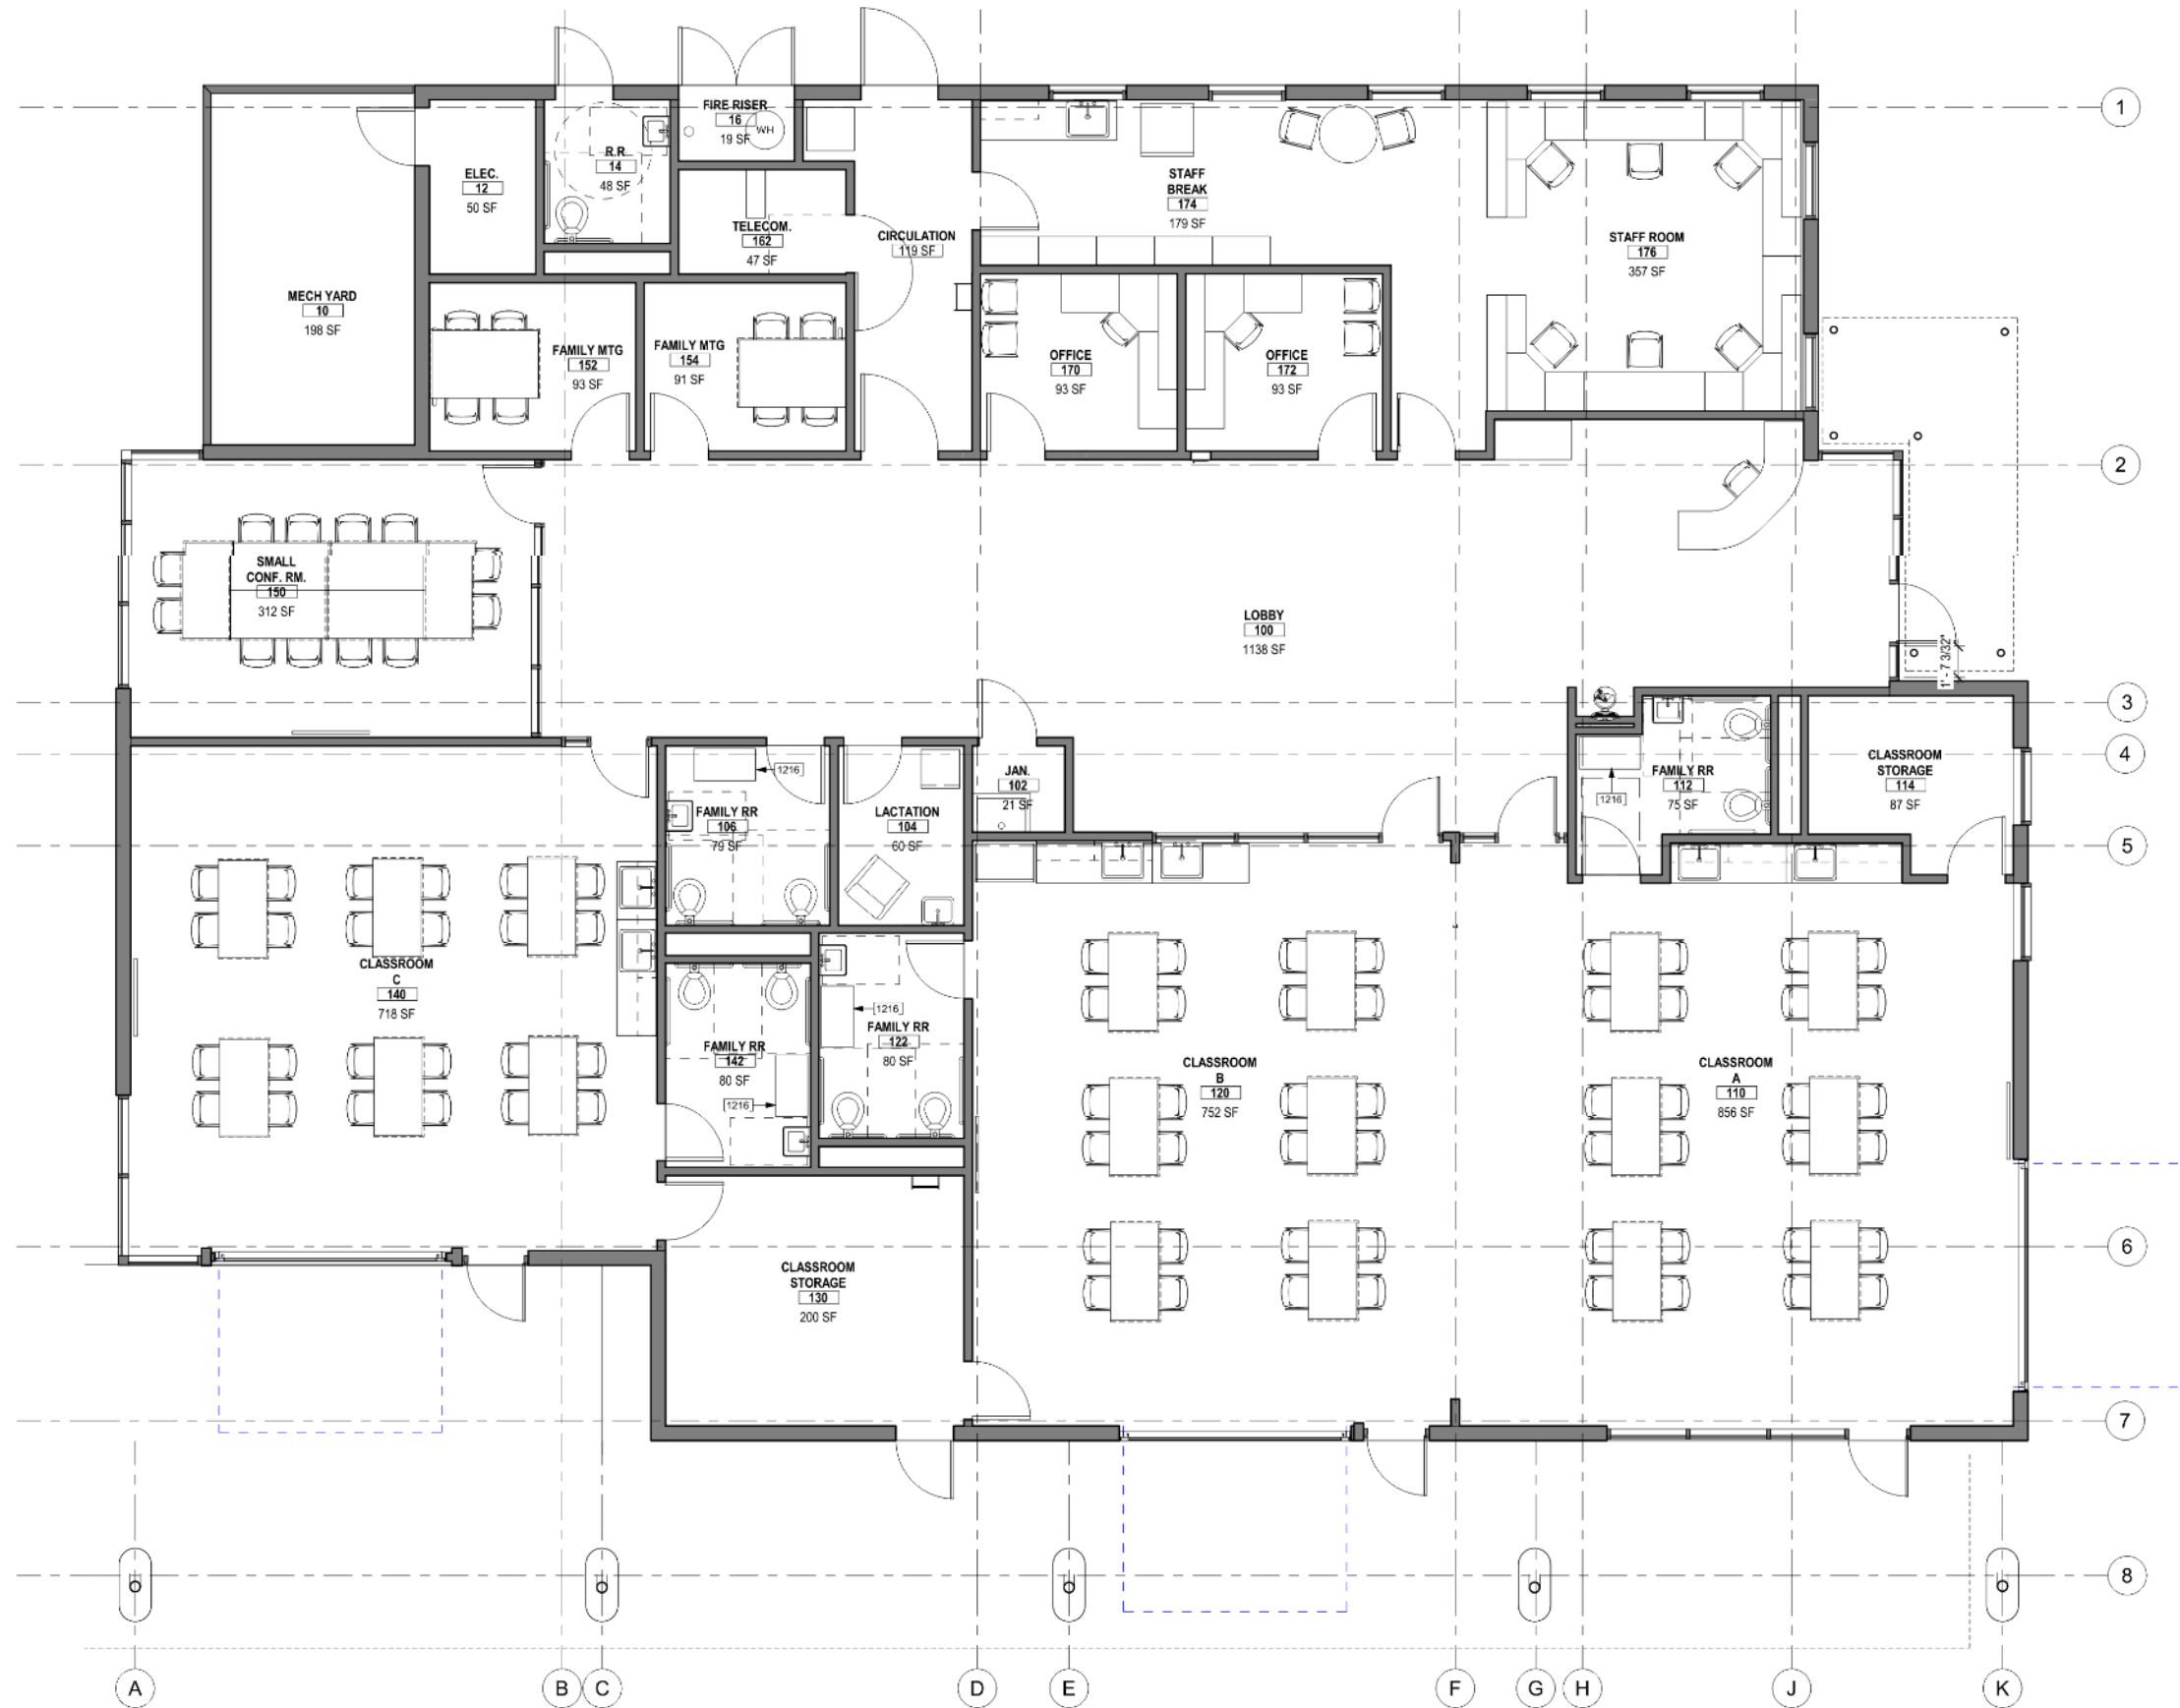 FIRE RISER
16
19 SF
WH
1
R.R.
14
48 SF
ELEC.
12
50 SF
STAFF
BREAK
174
179 SF
TELECOM.
162
47 SF
CIRCULATION
119 SF
STAFF ROOM
176
357 SF
MECH YARD
10
198 SF
FAMILY MTG
152
93 SF
FAMILY MTG
154
91 SF
OFFICE
170
93 SF
OFFICE
172
93 SF
2
SMALL
CONF. RM.
150
312 SF
LOBBY
100
1138 SF
1' - 7 3/32"
3
4
1216
JAN.
102
21 SF
FAMILY RR
112
75 SF
1216
CLASSROOM
STORAGE
114
87 SF
FAMILY RR
106
79 SF
LACTATION
104
60 SF
5
CLASSROOM
C
140
718 SF
1216
FAMILY RR
122
80 SF
FAMILY RR
142
80 SF
1216
CLASSROOM
B
120
752 SF
CLASSROOM
A
110
856 SF
6
CLASSROOM
STORAGE
130
200 SF
7
8
A
B
C
D
E
F
G
H
J
K